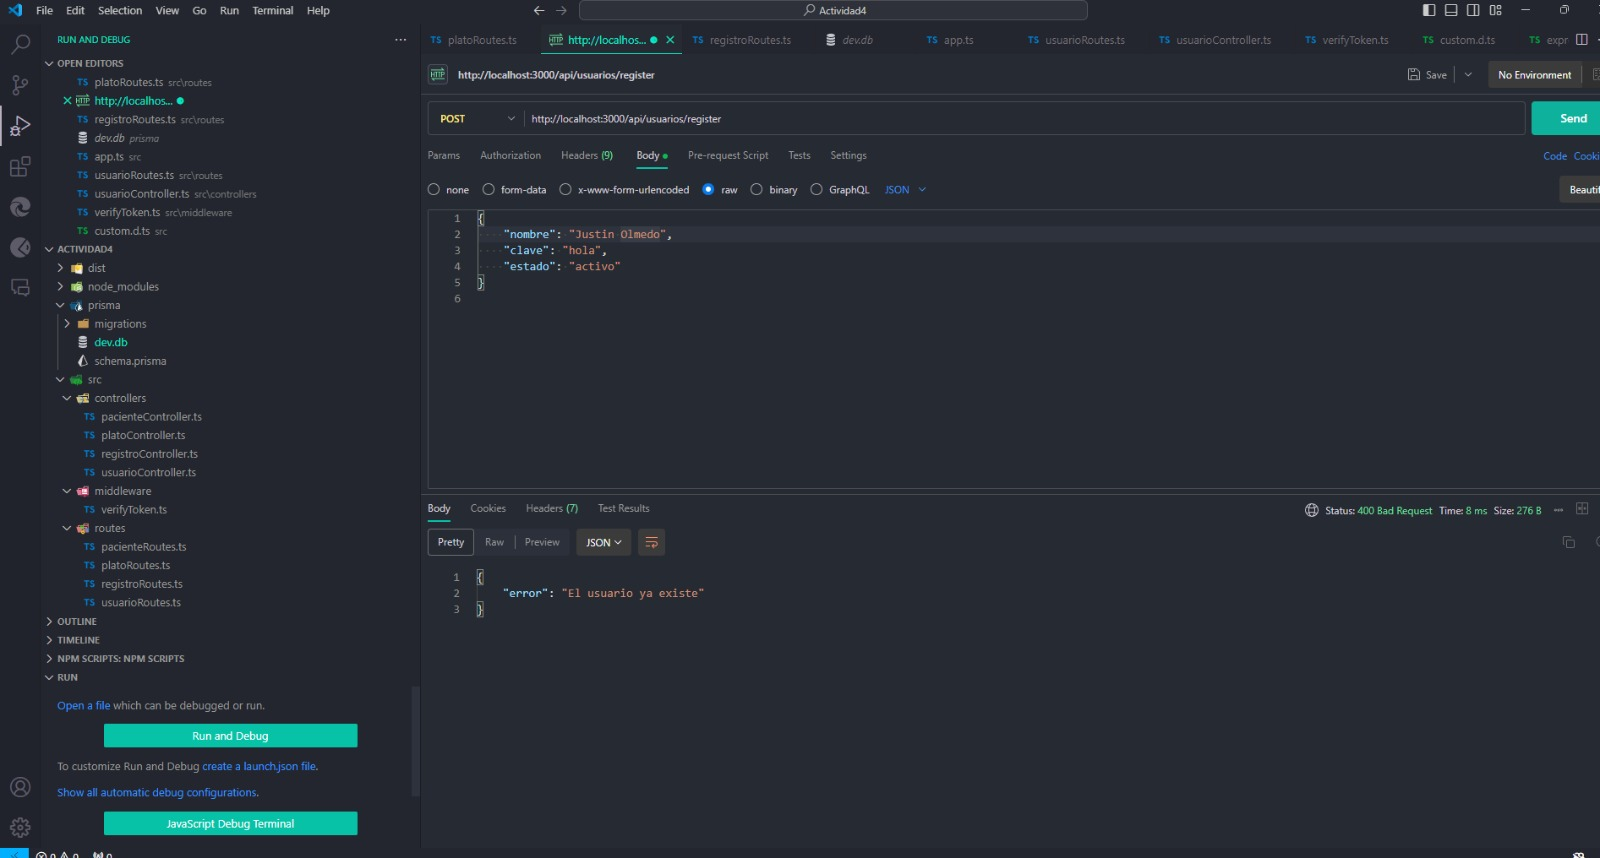 File Edit Selection View Go Run Terminal Help
Actividad4
RUN AND DEBUG
OPEN EDITORS
TS platoRoutes.ts src\routes
HTTP http://localhos...
TS registroRoutes.ts src\routes
dev.db prisma
TS app.ts src
TS usuarioRoutes.ts src\routes
TS usuarioController.ts src\controllers
TS verifyToken.ts src\middleware
TS custom.d.ts src
ACTIVIDAD4
dist
node_modules
prisma
migrations
dev.db
schema.prisma
src
controllers
TS pacienteController.ts
TS platoController.ts
TS registroController.ts
TS usuarioController.ts
middleware
TS verifyToken.ts
routes
TS pacienteRoutes.ts
TS platoRoutes.ts
TS registroRoutes.ts
TS usuarioRoutes.ts
OUTLINE
TIMELINE
NPM SCRIPTS: NPM SCRIPTS
RUN
Open a file which can be debugged or run.
Run and Debug
To customize Run and Debug create a launch.json file.
Show all automatic debug configurations.
JavaScript Debug Terminal
TS platoRoutes.ts HTTP http://localhos... TS registroRoutes.ts dev.db TS app.ts TS usuarioRoutes.ts TS usuarioController.ts TS verifyToken.ts TS custom.d.ts TS expr
HTTP http://localhost:3000/api/usuarios/register Save No Environment
POST http://localhost:3000/api/usuarios/register Send
Params Authorization Headers (9) Body Pre-request Script Tests Settings Code Cooki
none form-data x-www-form-urlencoded raw binary GraphQL JSON Beautif
1 {
2 "nombre": "Justin Olmedo",
3 "clave": "hola",
4 "estado": "activo"
5 }
6
Body Cookies Headers (7) Test Results Status: 400 Bad Request Time: 8 ms Size: 276 B
Pretty Raw Preview JSON
1 {
2 "error": "El usuario ya existe"
3 }